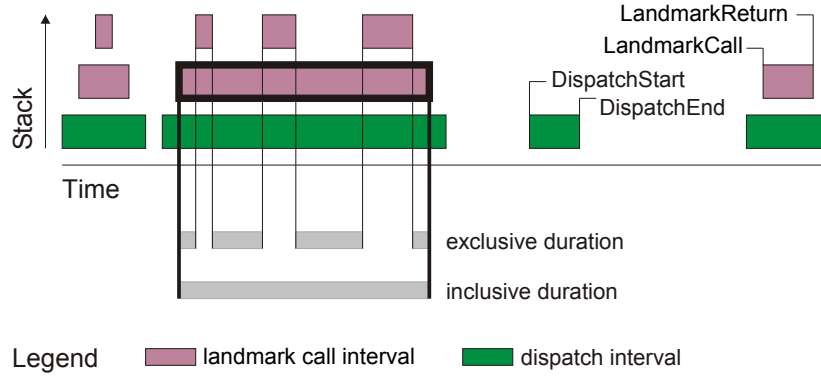 LandmarkReturn
LandmarkCall
DispatchStart
DispatchEnd
Stack
Time
exclusive duration
inclusive duration
Legend
landmark call interval
dispatch interval